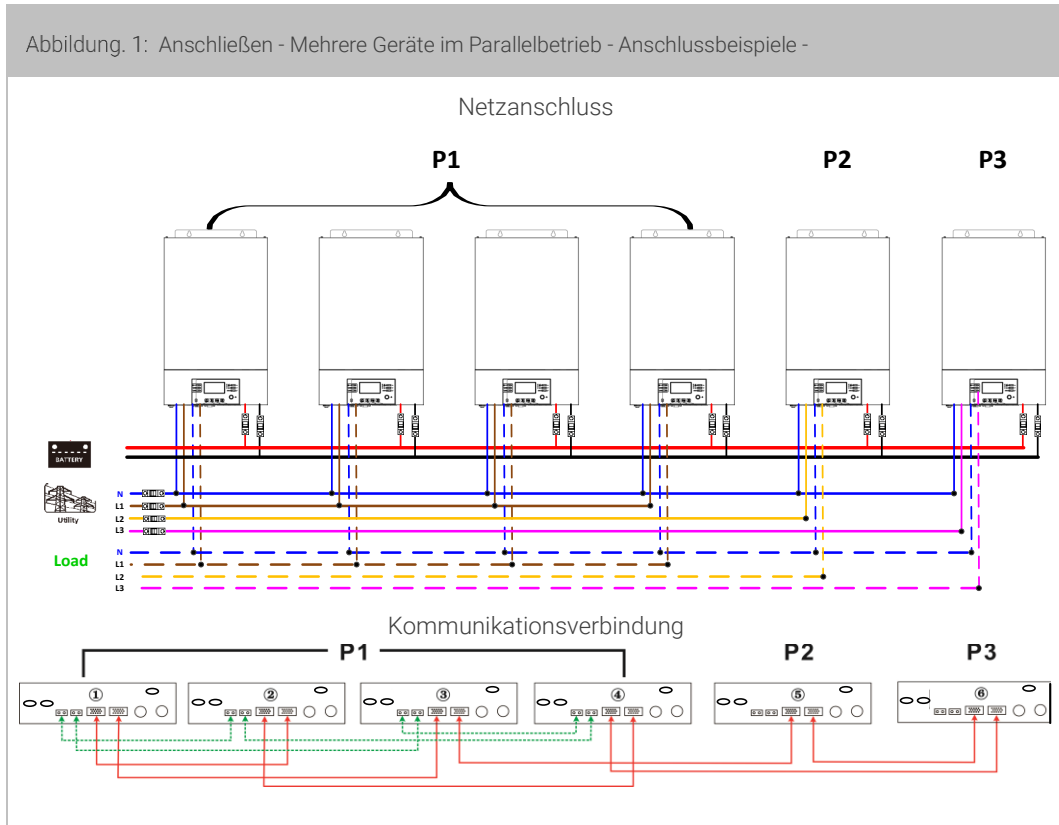 Abbildung. 1: Anschließen - Mehrere Geräte im Parallelbetrieb - Anschlussbeispiele -
Netzanschluss
P1 P2 P3
BATTERY
N
L1
Utility
L2
L3
Load
N
L1
L2
L3
Kommunikationsverbindung
P1 P2 P3
① ② ③ ④ ⑤ ⑥